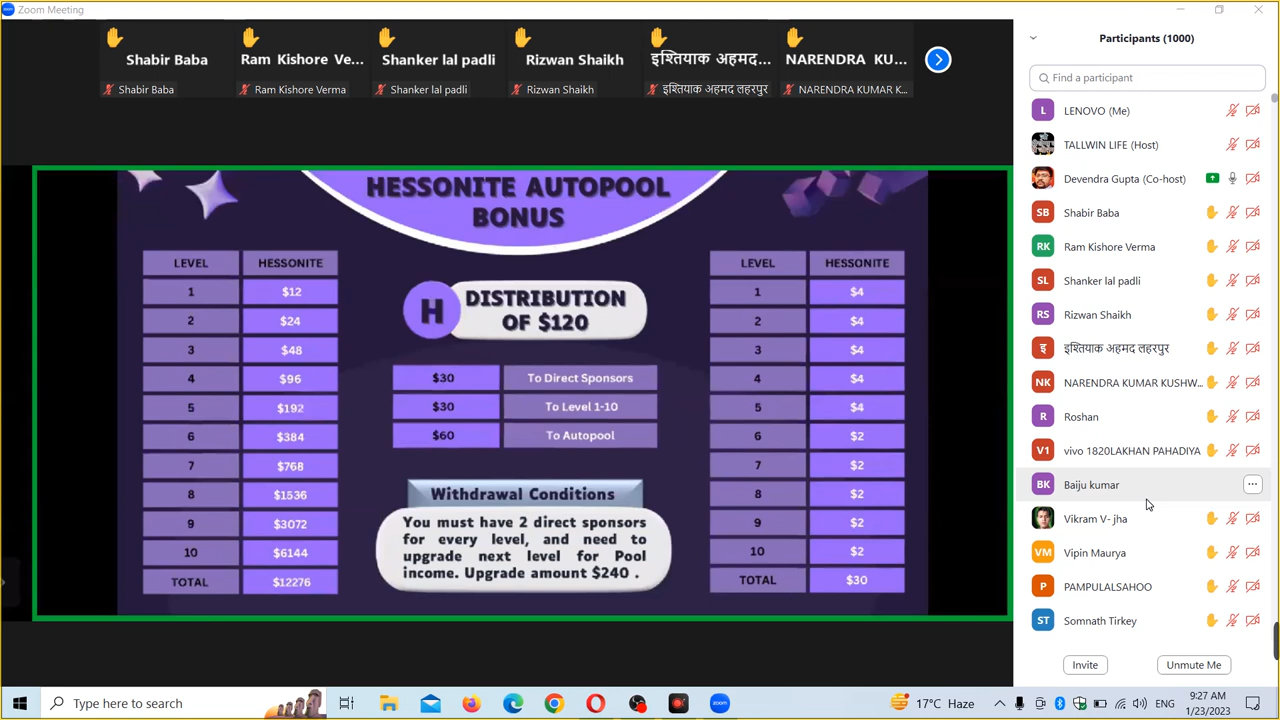 Zoom Meeting
Shabir Baba
Ram Kishore Ve...
Shanker lal padli
Rizwan Shaikh
इश्तियाक अहमद...
NARENDRA KU...
Shabir Baba
Ram Kishore Verma
Shanker lal padli
Rizwan Shaikh
इश्तियाक अहमद लहरपुर
NARENDRA KUMAR K...
HESSONITE AUTOPOOL
BONUS
LEVEL HESSONITE
1 $12
2 $24
3 $48
4 $96
5 $192
6 $384
7 $768
8 $1536
9 $3072
10 $6144
TOTAL $12276
H
DISTRIBUTION
OF $120
$30 To Direct Sponsors
$30 To Level 1-10
$60 To Autopool
Withdrawal Conditions
You must have 2 direct sponsors
for every level, and need to
upgrade next level for Pool
income. Upgrade amount $240 .
LEVEL HESSONITE
1 $4
2 $4
3 $4
4 $4
5 $4
6 $2
7 $2
8 $2
9 $2
10 $2
TOTAL $30
Participants (1000)
Find a participant
L LENOVO (Me)
TALLWIN LIFE (Host)
Devendra Gupta (Co-host)
SB Shabir Baba
RK Ram Kishore Verma
SL Shanker lal padli
RS Rizwan Shaikh
इ इश्तियाक अहमद लहरपुर
NK NARENDRA KUMAR KUSHW...
R Roshan
V1 vivo 1820LAKHAN PAHADIYA
BK Baiju kumar
Vikram V- jha
VM Vipin Maurya
P PAMPULALSAHOO
ST Somnath Tirkey
Invite
Unmute Me
Type here to search
zoom
17°C Haze
ENG
9:27 AM
1/23/2023